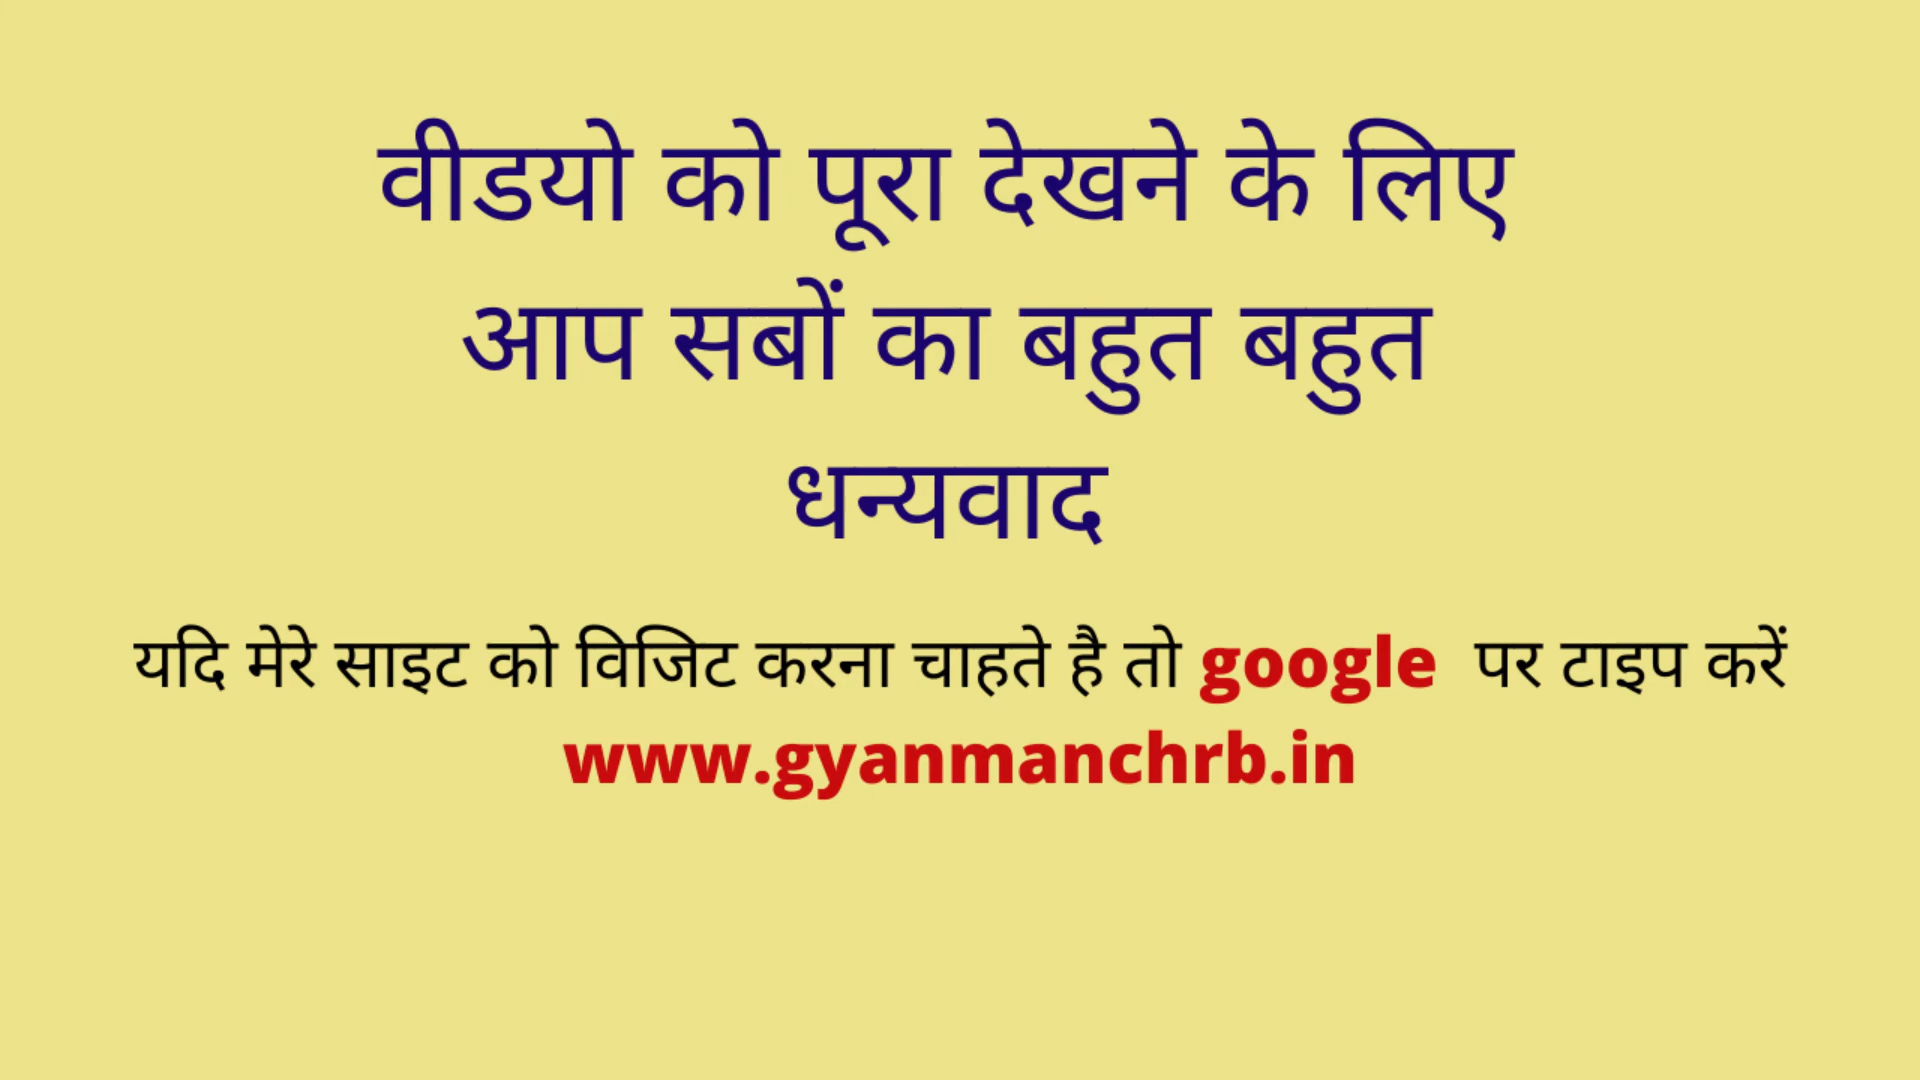 वीडयो को पूरा देखने के लिए
आप सबों का बहुत बहुत
धन्यवाद
यदि मेरे साइट को विजिट करना चाहते है तो google पर टाइप करें
www.gyanmanchrb.in